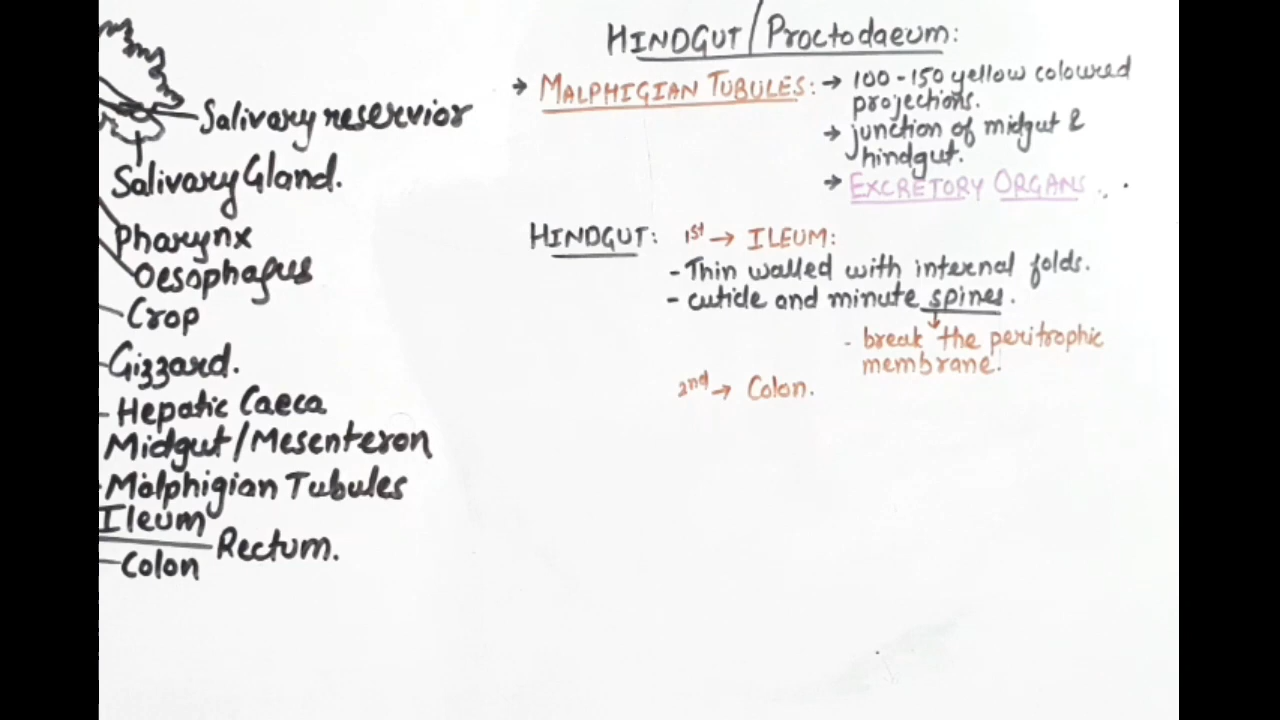 Salivary reservior
Salivary Gland.
Pharynx
Oesophagus
Crop
Gizzard.
Hepatic Caeca
Midgut/Mesenteron
Malphigian Tubules
Ileum
Rectum.
Colon
HINDGUT/Proctodaeum:
→ MALPHIGIAN TUBULES: → 100-150 yellow coloured
projections.
→ junction of midgut &
hindgut.
→ EXCRETORY ORGANS.
HINDGUT: 1st → ILEUM:
- Thin walled with internal folds.
- cuticle and minute spines.
- break the peritrophic
membrane.
2nd → Colon.